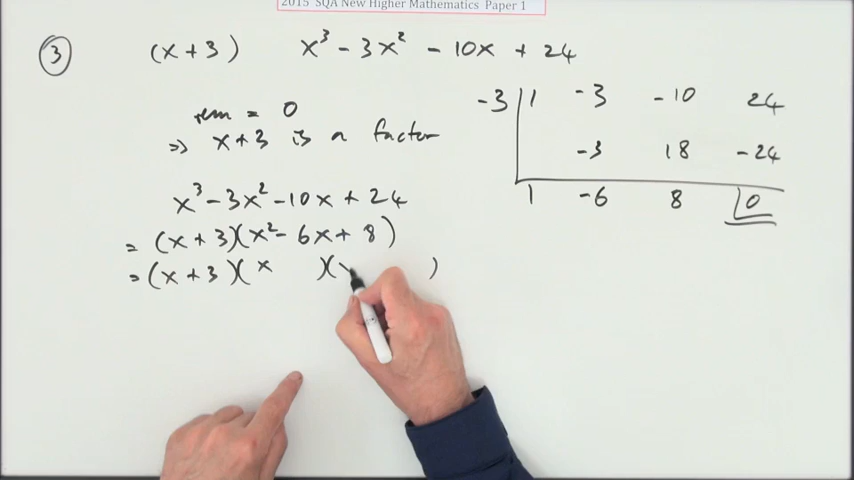 2015 SQA New Higher Mathematics Paper 1
3 (x+3) x³ - 3x² - 10x + 24
-3 | 1 -3 -10 24
-3 18 -24
1 -6 8 0
rem = 0
⇒ x+3 is a factor
x³ - 3x² - 10x + 24
= (x+3)(x² - 6x + 8)
= (x+3)(x )(x )